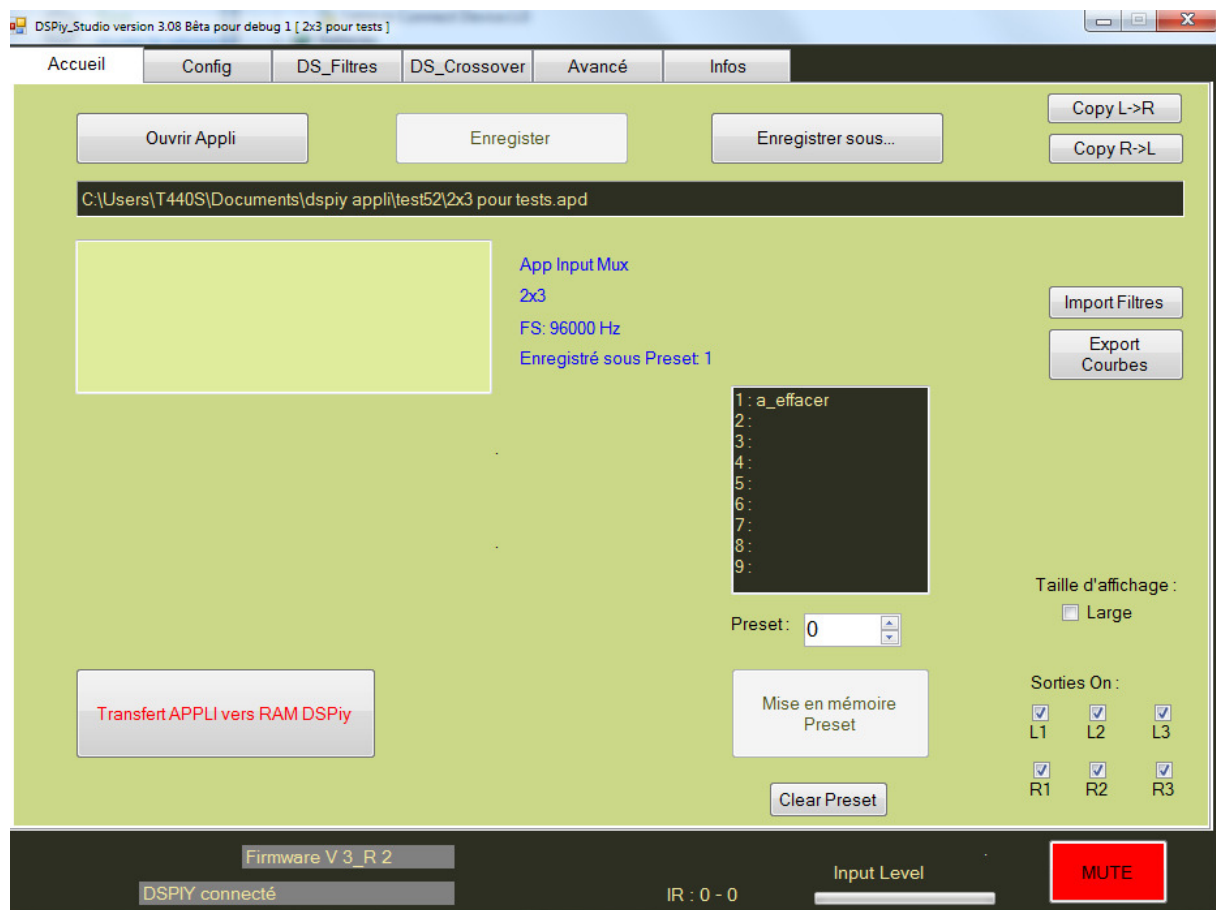 DSPiy_Studio version 3.08 Bêta pour debug 1 [ 2x3 pour tests ]
Accueil Config DS_Filtres DS_Crossover Avancé Infos
Copy L->R
Ouvrir Appli Enregister Enregistrer sous...
Copy R->L
C:\Users\T440S\Documents\dspiy appli\test52\2x3 pour tests.apd
App Input Mux
2x3
FS: 96000 Hz
Enregistré sous Preset: 1
Import Filtres
Export
Courbes
1 : a_effacer
2 :
3 :
4 :
5 :
6 :
7 :
8 :
9 :
Taille d'affichage :
Large
Preset : 0
Transfert APPLI vers RAM DSPiy
Mise en mémoire
Preset
Clear Preset
Sorties On :
L1 L2 L3
R1 R2 R3
Firmware V 3_R 2
DSPIY connecté
IR : 0 - 0
Input Level
MUTE